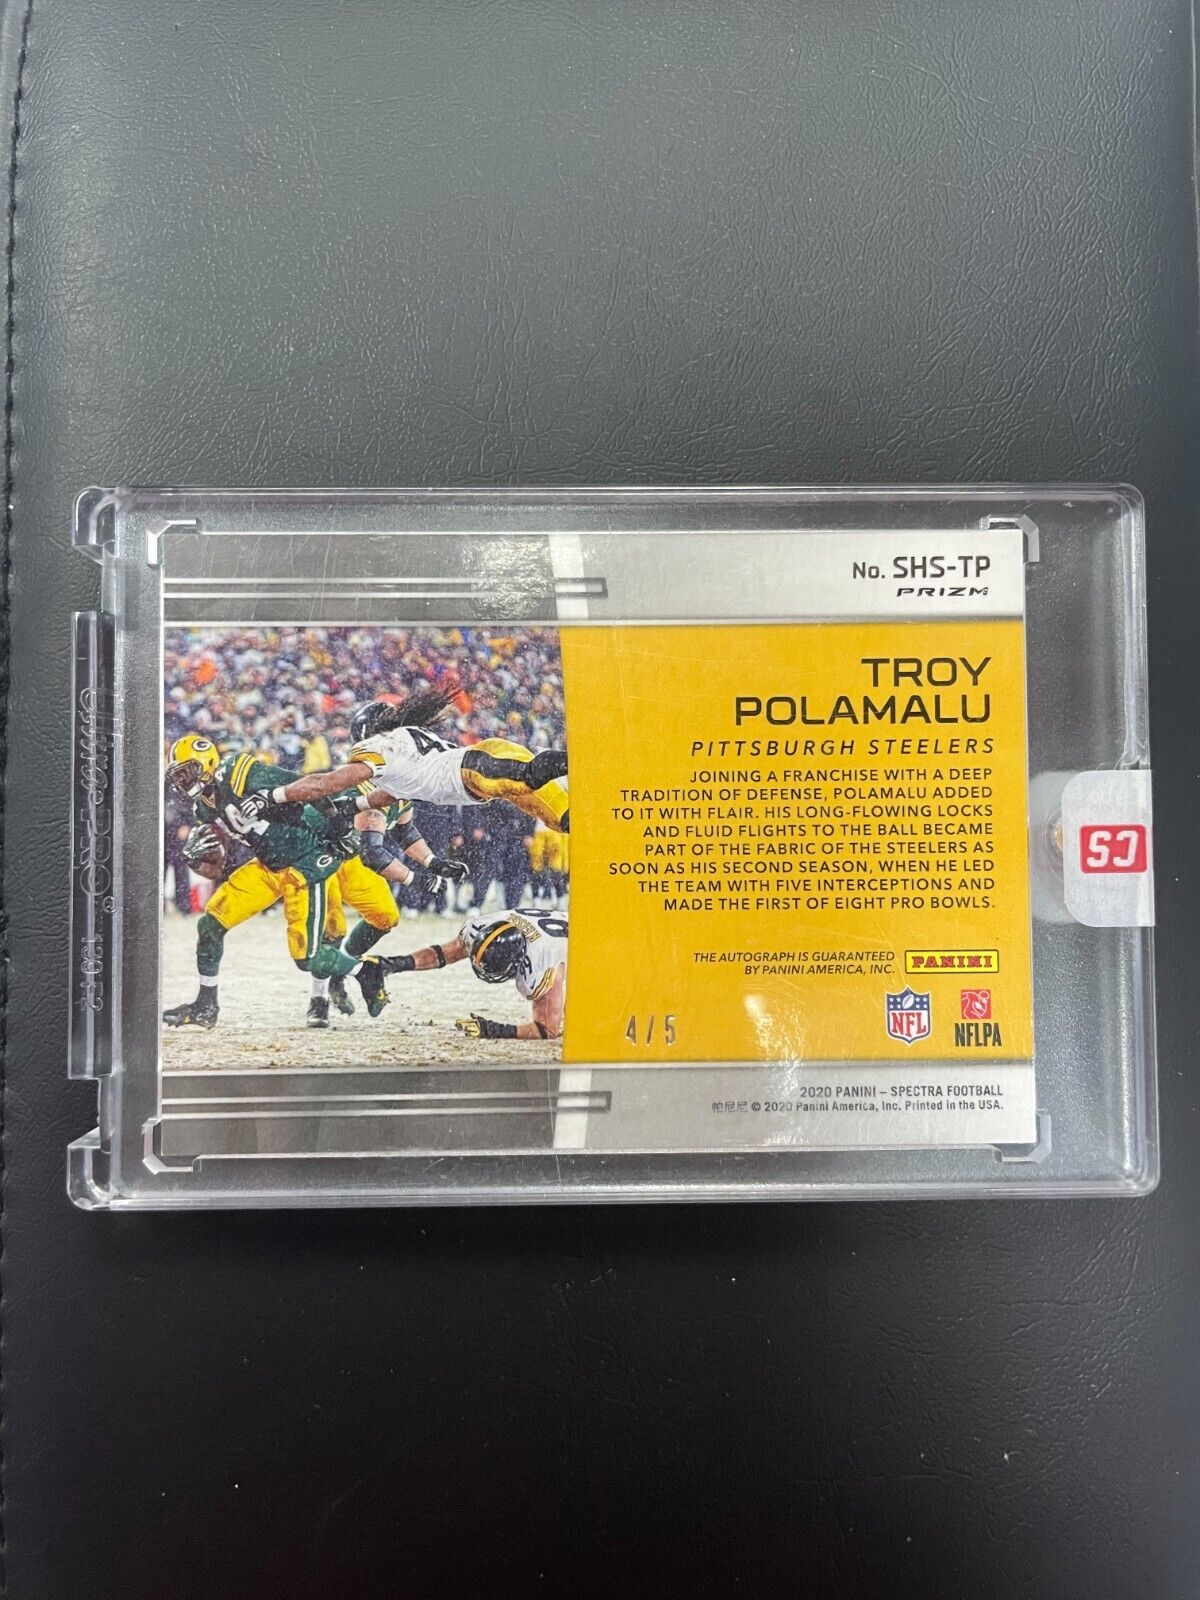 No. SHS-TP
PRIZM
TROY
POLAMALU
PITTSBURGH STEELERS
JOINING A FRANCHISE WITH A DEEP
TRADITION OF DEFENSE, POLAMALU ADDED
TO IT WITH FLAIR. HIS LONG-FLOWING LOCKS
AND FLUID FLIGHTS TO THE BALL BECAME
PART OF THE FABRIC OF THE STEELERS AS
SOON AS HIS SECOND SEASON, WHEN HE LED
THE TEAM WITH FIVE INTERCEPTIONS AND
MADE THE FIRST OF EIGHT PRO BOWLS.
THE AUTOGRAPH IS GUARANTEED
BY PANINI AMERICA, INC.
PANINI
4/5
NFL
NFLPA
2020 PANINI – SPECTRA FOOTBALL
帕尼尼 © 2020 Panini America, Inc. Printed in the USA.
CS
Ultra·PRO®